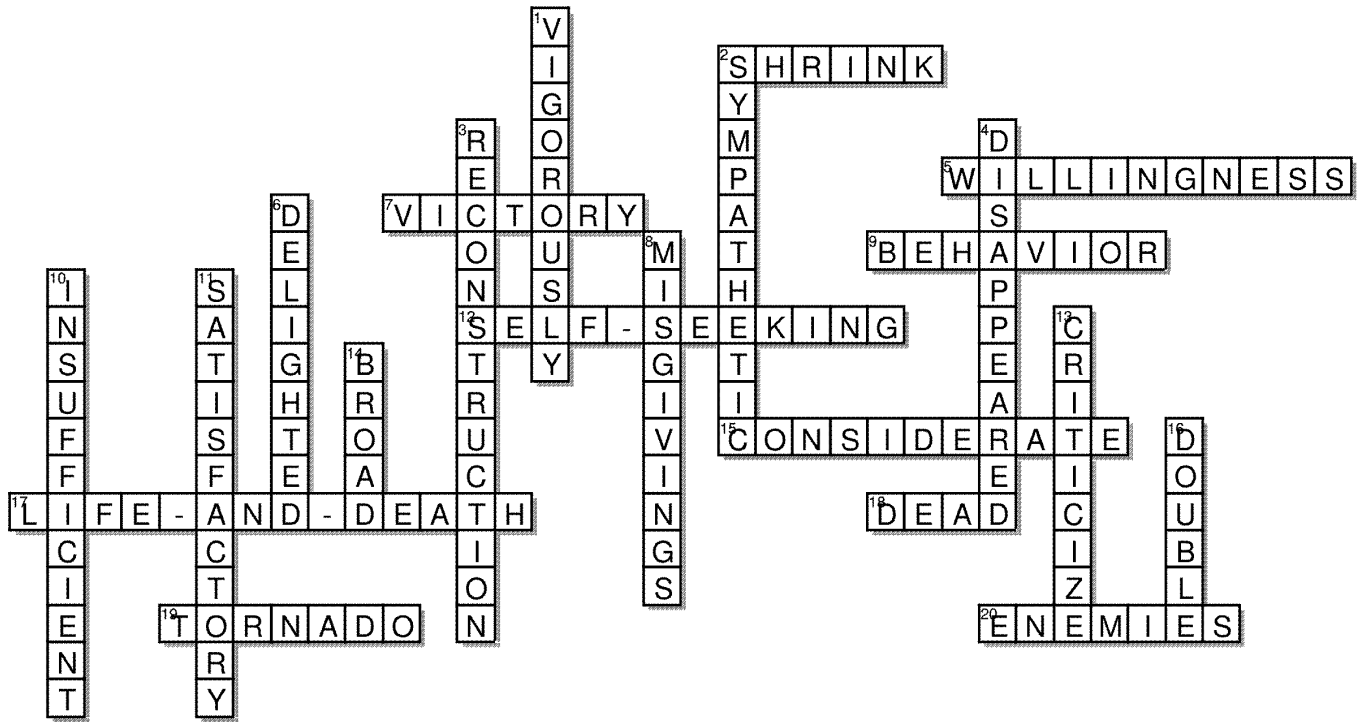 1 VIGOROUSLY
2 SHRINK
2 SYMPATHETIC
3 RECONSTRUCTION
4 DISAPPEARED
5 WILLINGNESS
6 DELIGHTED
7 VICTORY
8 MISGIVINGS
9 BEHAVIOR
10 INSUFFICIENT
11 SATISFACTORY
12 SELF-SEEKING
13 CRITICIZE
14 BROAD
15 CONSIDERATE
16 DOUBLE
17 LIFE-AND-DEATH
18 DEAD
19 TORNADO
20 ENEMIES